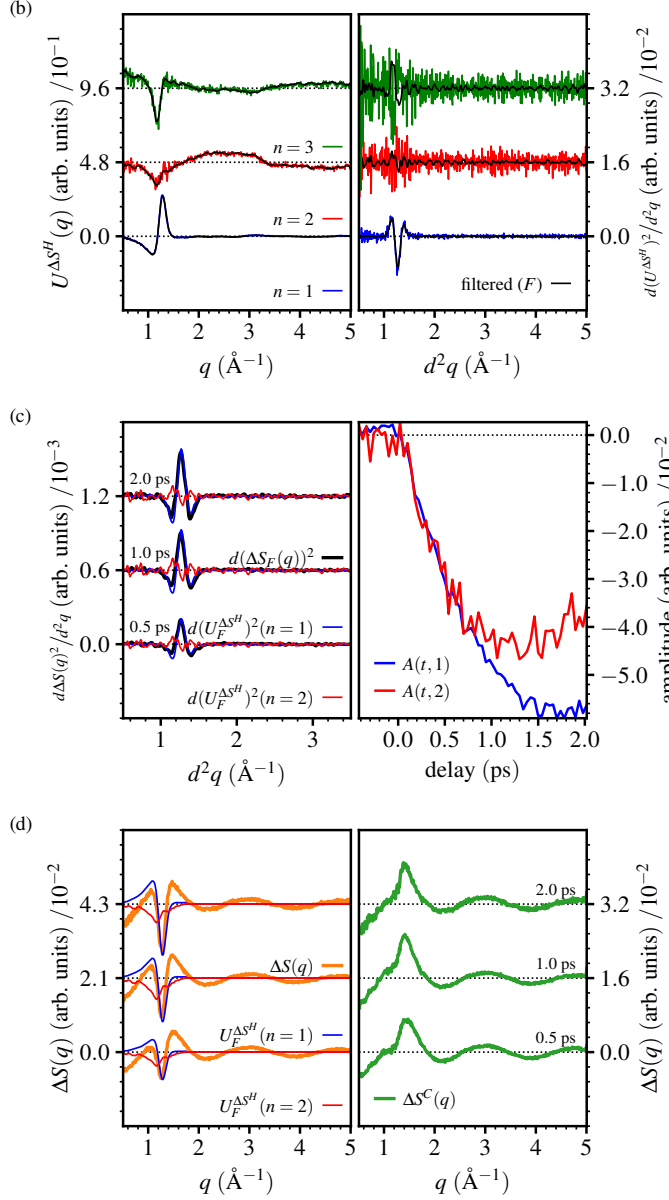 (b)
U^{ΔS^H}(q) (arb. units) /10^{−1}
9.6
4.8
0.0
n = 3
n = 2
n = 1
1 2 3 4 5
q (Å^{−1})
filtered (F)
1 2 3 4 5
d²q (Å^{−1})
3.2
1.6
0.0
d(U^{ΔS^H})²/d²q (arb. units) /10^{−2}
(c)
dΔS(q)²/d²q (arb. units) /10^{−3}
1.2
0.6
0.0
2.0 ps
1.0 ps
0.5 ps
d(ΔS_F(q))²
d(U_F^{ΔS^H})²(n = 1)
d(U_F^{ΔS^H})²(n = 2)
1 2 3
d²q (Å^{−1})
A(t,1)
A(t,2)
0.0 0.5 1.0 1.5 2.0
delay (ps)
0.0
−1.0
−2.0
−3.0
−4.0
−5.0
amplitude (arb. units) /10^{−2}
(d)
ΔS(q) (arb. units) /10^{−2}
4.3
2.1
0.0
ΔS(q)
U_F^{ΔS^H}(n = 1)
U_F^{ΔS^H}(n = 2)
1 2 3 4 5
q (Å^{−1})
2.0 ps
1.0 ps
0.5 ps
ΔS^C(q)
1 2 3 4 5
q (Å^{−1})
3.2
1.6
0.0
ΔS(q) (arb. units) /10^{−2}